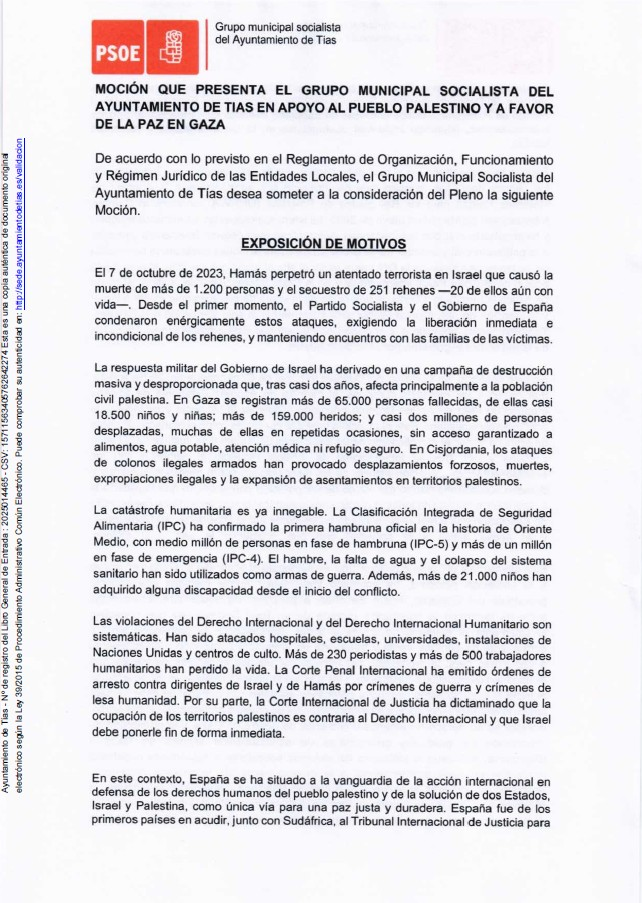 PSOE
Grupo municipal socialista
del Ayuntamiento de Tias
MOCIÓN QUE PRESENTA EL GRUPO MUNICIPAL SOCIALISTA DEL
AYUNTAMIENTO DE TIAS EN APOYO AL PUEBLO PALESTINO Y A FAVOR
DE LA PAZ EN GAZA
De acuerdo con lo previsto en el Reglamento de Organización, Funcionamiento
y Régimen Jurídico de las Entidades Locales, el Grupo Municipal Socialista del
Ayuntamiento de Tías desea someter a la consideración del Pleno la siguiente
Moción.
EXPOSICIÓN DE MOTIVOS
El 7 de octubre de 2023, Hamás perpetró un atentado terrorista en Israel que causó la
muerte de más de 1.200 personas y el secuestro de 251 rehenes —20 de ellos aún con
vida—. Desde el primer momento, el Partido Socialista y el Gobierno de España
condenaron enérgicamente estos ataques, exigiendo la liberación inmediata e
incondicional de los rehenes, y manteniendo encuentros con las familias de las víctimas.
La respuesta militar del Gobierno de Israel ha derivado en una campaña de destrucción
masiva y desproporcionada que, tras casi dos años, afecta principalmente a la población
civil palestina. En Gaza se registran más de 65.000 personas fallecidas, de ellas casi
18.500 niños y niñas; más de 159.000 heridos; y casi dos millones de personas
desplazadas, muchas de ellas en repetidas ocasiones, sin acceso garantizado a
alimentos, agua potable, atención médica ni refugio seguro. En Cisjordania, los ataques
de colonos ilegales armados han provocado desplazamientos forzosos, muertes,
expropiaciones ilegales y la expansión de asentamientos en territorios palestinos.
La catástrofe humanitaria es ya innegable. La Clasificación Integrada de Seguridad
Alimentaria (IPC) ha confirmado la primera hambruna oficial en la historia de Oriente
Medio, con medio millón de personas en fase de hambruna (IPC-5) y más de un millón
en fase de emergencia (IPC-4). El hambre, la falta de agua y el colapso del sistema
sanitario han sido utilizados como armas de guerra. Además, más de 21.000 niños han
adquirido alguna discapacidad desde el inicio del conflicto.
Las violaciones del Derecho Internacional y del Derecho Internacional Humanitario son
sistemáticas. Han sido atacados hospitales, escuelas, universidades, instalaciones de
Naciones Unidas y centros de culto. Más de 230 periodistas y más de 500 trabajadores
humanitarios han perdido la vida. La Corte Penal Internacional ha emitido órdenes de
arresto contra dirigentes de Israel y de Hamás por crímenes de guerra y crímenes de
lesa humanidad. Por su parte, la Corte Internacional de Justicia ha dictaminado que la
ocupación de los territorios palestinos es contraria al Derecho Internacional y que Israel
debe ponerle fin de forma inmediata.
En este contexto, España se ha situado a la vanguardia de la acción internacional en
defensa de los derechos humanos del pueblo palestino y de la solución de dos Estados,
Israel y Palestina, como única vía para una paz justa y duradera. España fue de los
primeros países en acudir, junto con Sudáfrica, al Tribunal Internacional de Justicia para
Ayuntamiento de Tías - Nº de registro del Libro General de Entrada : 2025014465 - CSV: 15711563405762642274 Esta es una copia auténtica de documento original
electrónico según la Ley 39/2015 de Procedimiento Administrativo Común Electrónico. Puede comprobar su autenticidad en: http://sede.ayuntamientodetias.es/validacion